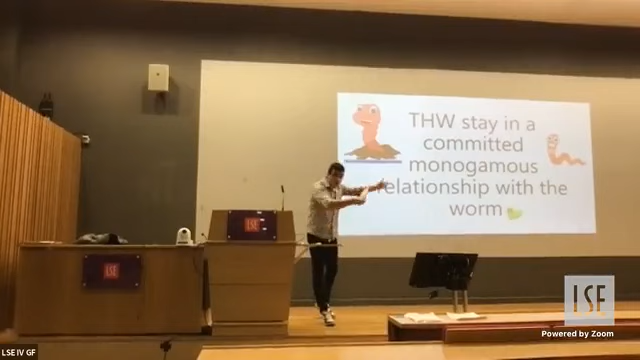 THW stay in a
committed
monogamous
relationship with the
worm
LSE
LSE
LSE
Powered by Zoom
LSE IV GF